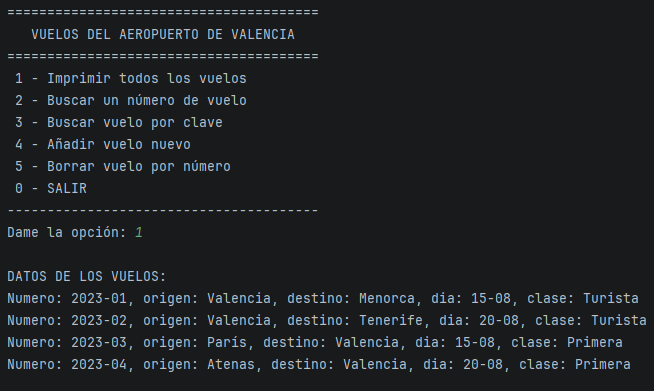 =======================================
   VUELOS DEL AEROPUERTO DE VALENCIA
=======================================
 1 - Imprimir todos los vuelos
 2 - Buscar un número de vuelo
 3 - Buscar vuelo por clave
 4 - Añadir vuelo nuevo
 5 - Borrar vuelo por número
 0 - SALIR
---------------------------------------
Dame la opción: 1

DATOS DE LOS VUELOS:
Numero: 2023-01, origen: Valencia, destino: Menorca, dia: 15-08, clase: Turista
Numero: 2023-02, origen: Valencia, destino: Tenerife, dia: 20-08, clase: Turista
Numero: 2023-03, origen: París, destino: Valencia, dia: 15-08, clase: Primera
Numero: 2023-04, origen: Atenas, destino: Valencia, dia: 20-08, clase: Primera